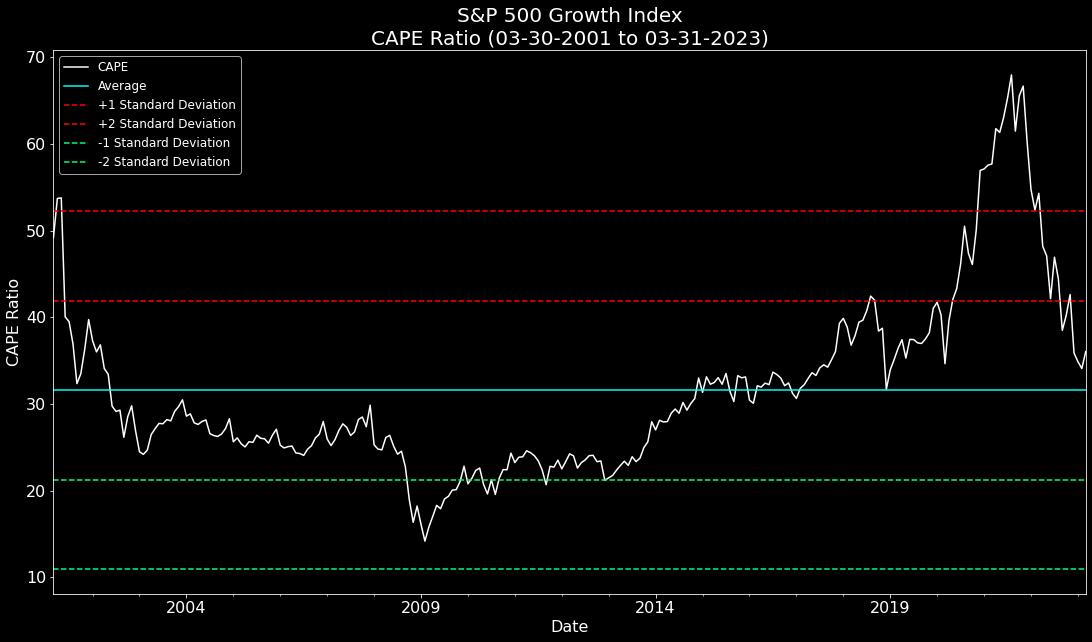 S&P 500 Growth Index
CAPE Ratio (03-30-2001 to 03-31-2023)
CAPE
Average
+1 Standard Deviation
+2 Standard Deviation
-1 Standard Deviation
-2 Standard Deviation
CAPE Ratio
70
60
50
40
30
20
10
2004
2009
2014
2019
Date